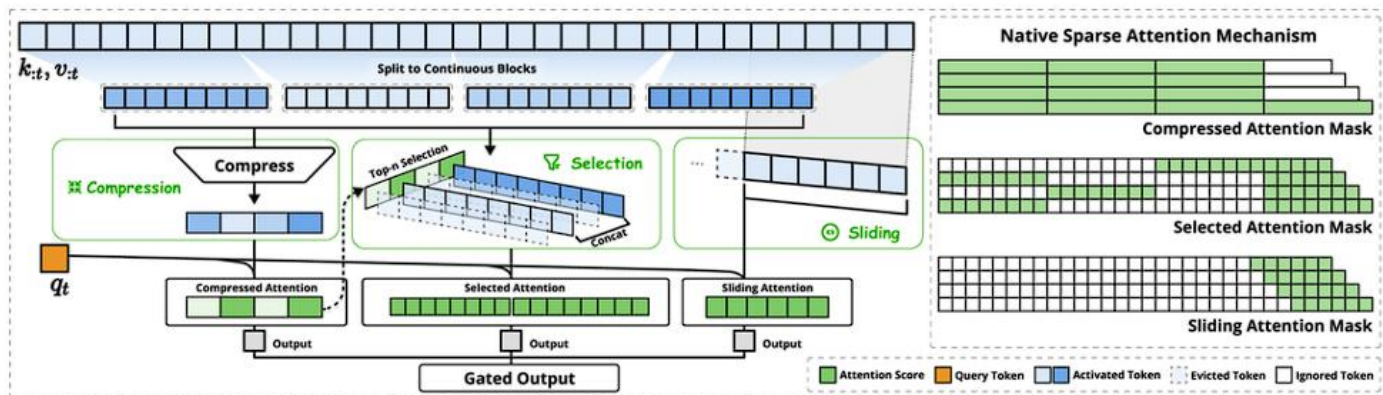 k:t, v:t
Split to Continuous Blocks
Compress
Compression
Top-n Selection
Selection
Concat
...
Sliding
qt
Compressed Attention
Selected Attention
Sliding Attention
Output
Output
Output
Gated Output
Native Sparse Attention Mechanism
Compressed Attention Mask
Selected Attention Mask
Sliding Attention Mask
Attention Score
Query Token
Activated Token
Evicted Token
Ignored Token